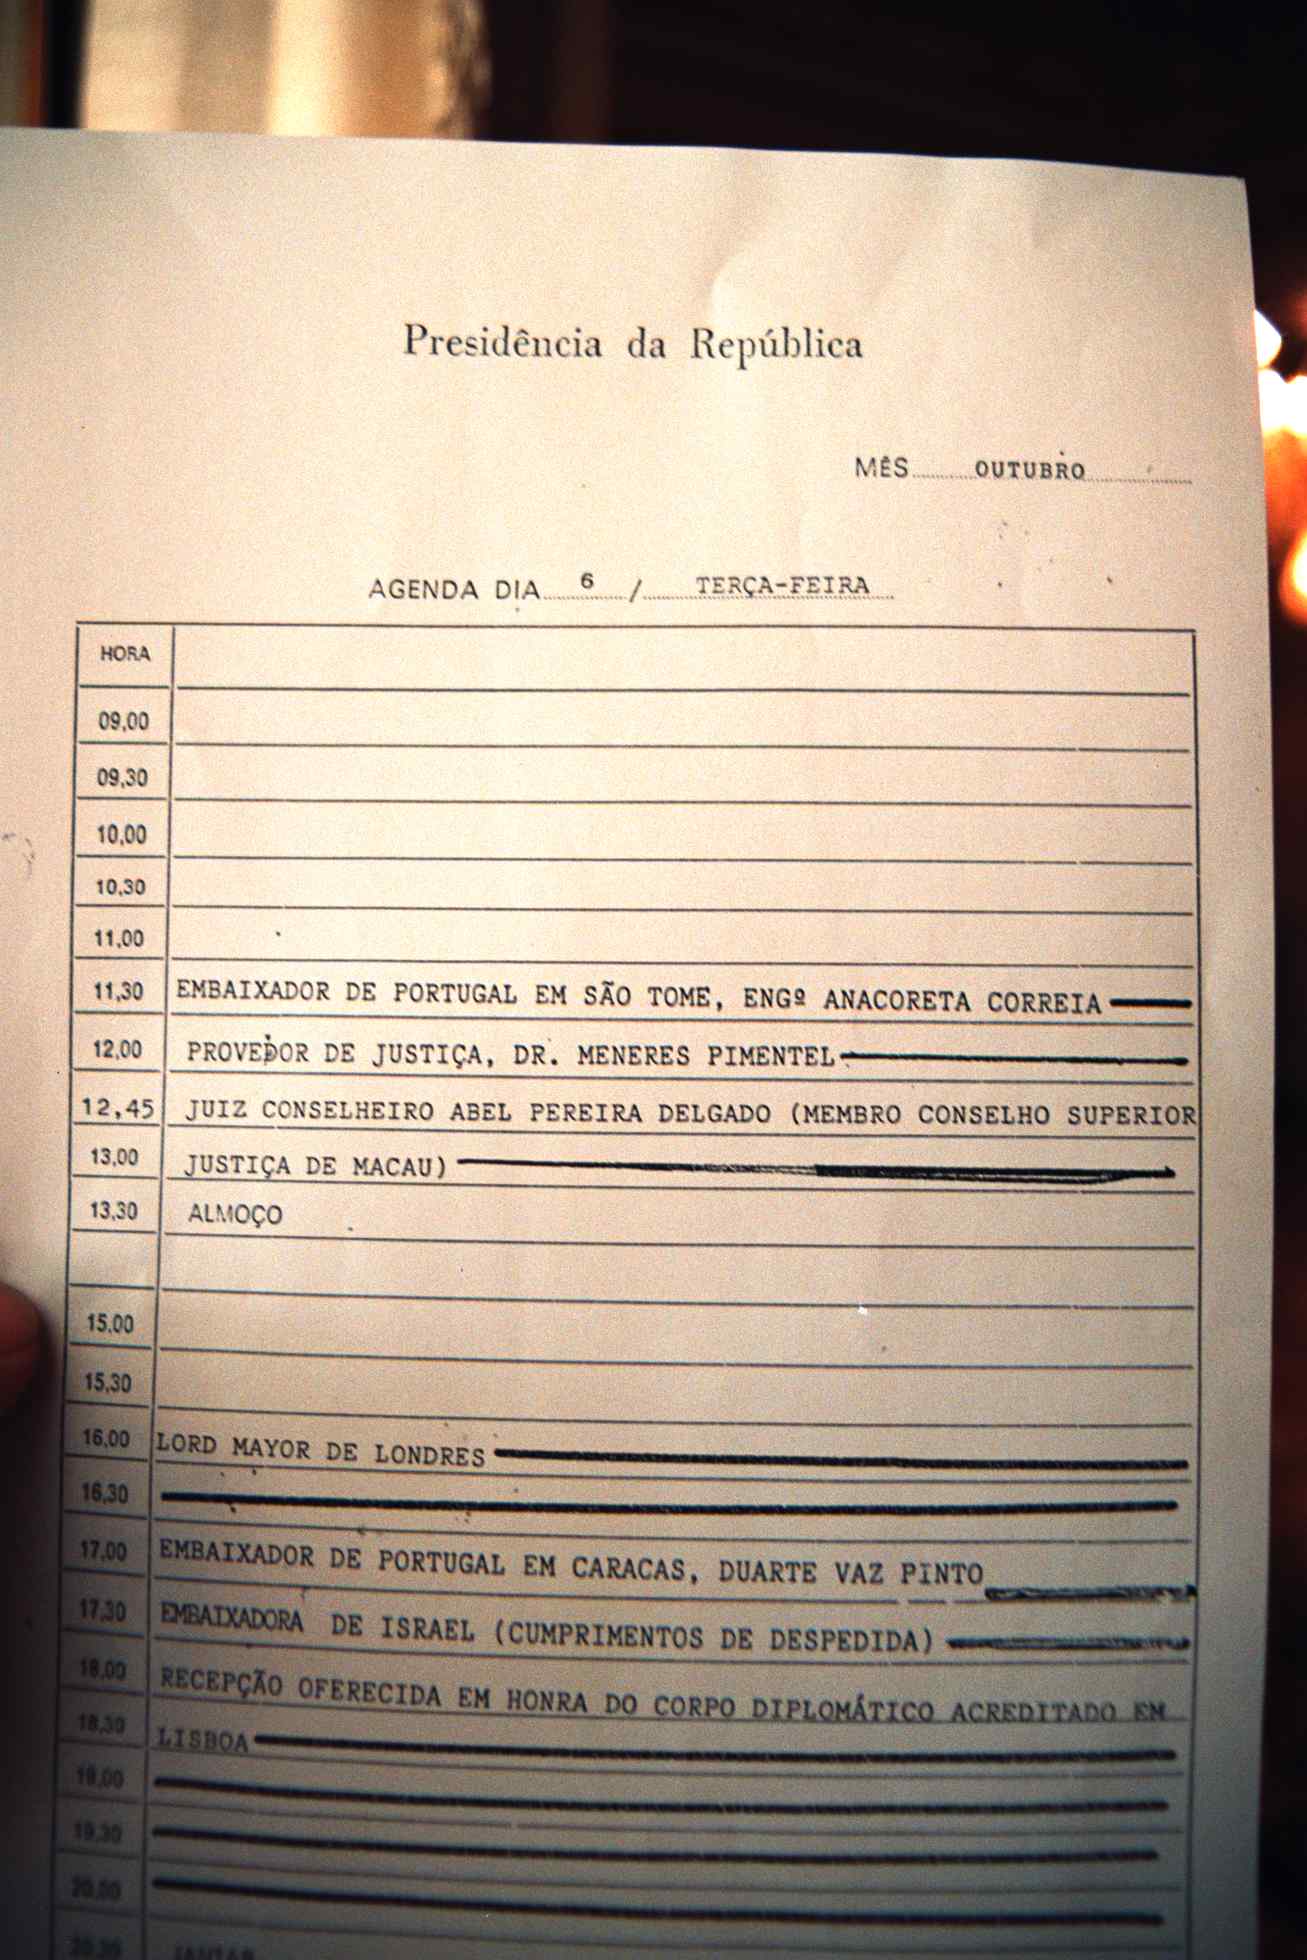 Presidência da República
MÊS OUTUBRO
AGENDA DIA 6 / TERÇA-FEIRA
HORA
09,00
09,30
10,00
10,30
11,00
11,30 EMBAIXADOR DE PORTUGAL EM SÃO TOME, ENGº ANACORETA CORREIA
12,00 PROVEDOR DE JUSTIÇA, DR. MENERES PIMENTEL
12,45 JUIZ CONSELHEIRO ABEL PEREIRA DELGADO (MEMBRO CONSELHO SUPERIOR
13,00 JUSTIÇA DE MACAU)
13,30 ALMOÇO
15,00
15,30
16,00 LORD MAYOR DE LONDRES
16,30
17,00 EMBAIXADOR DE PORTUGAL EM CARACAS, DUARTE VAZ PINTO
17,30 EMBAIXADORA DE ISRAEL (CUMPRIMENTOS DE DESPEDIDA)
18,00 RECEPÇÃO OFERECIDA EM HONRA DO CORPO DIPLOMÁTICO ACREDITADO EM
18,30 LISBOA
19,00
19,30
20,00
20,30 JANTAR